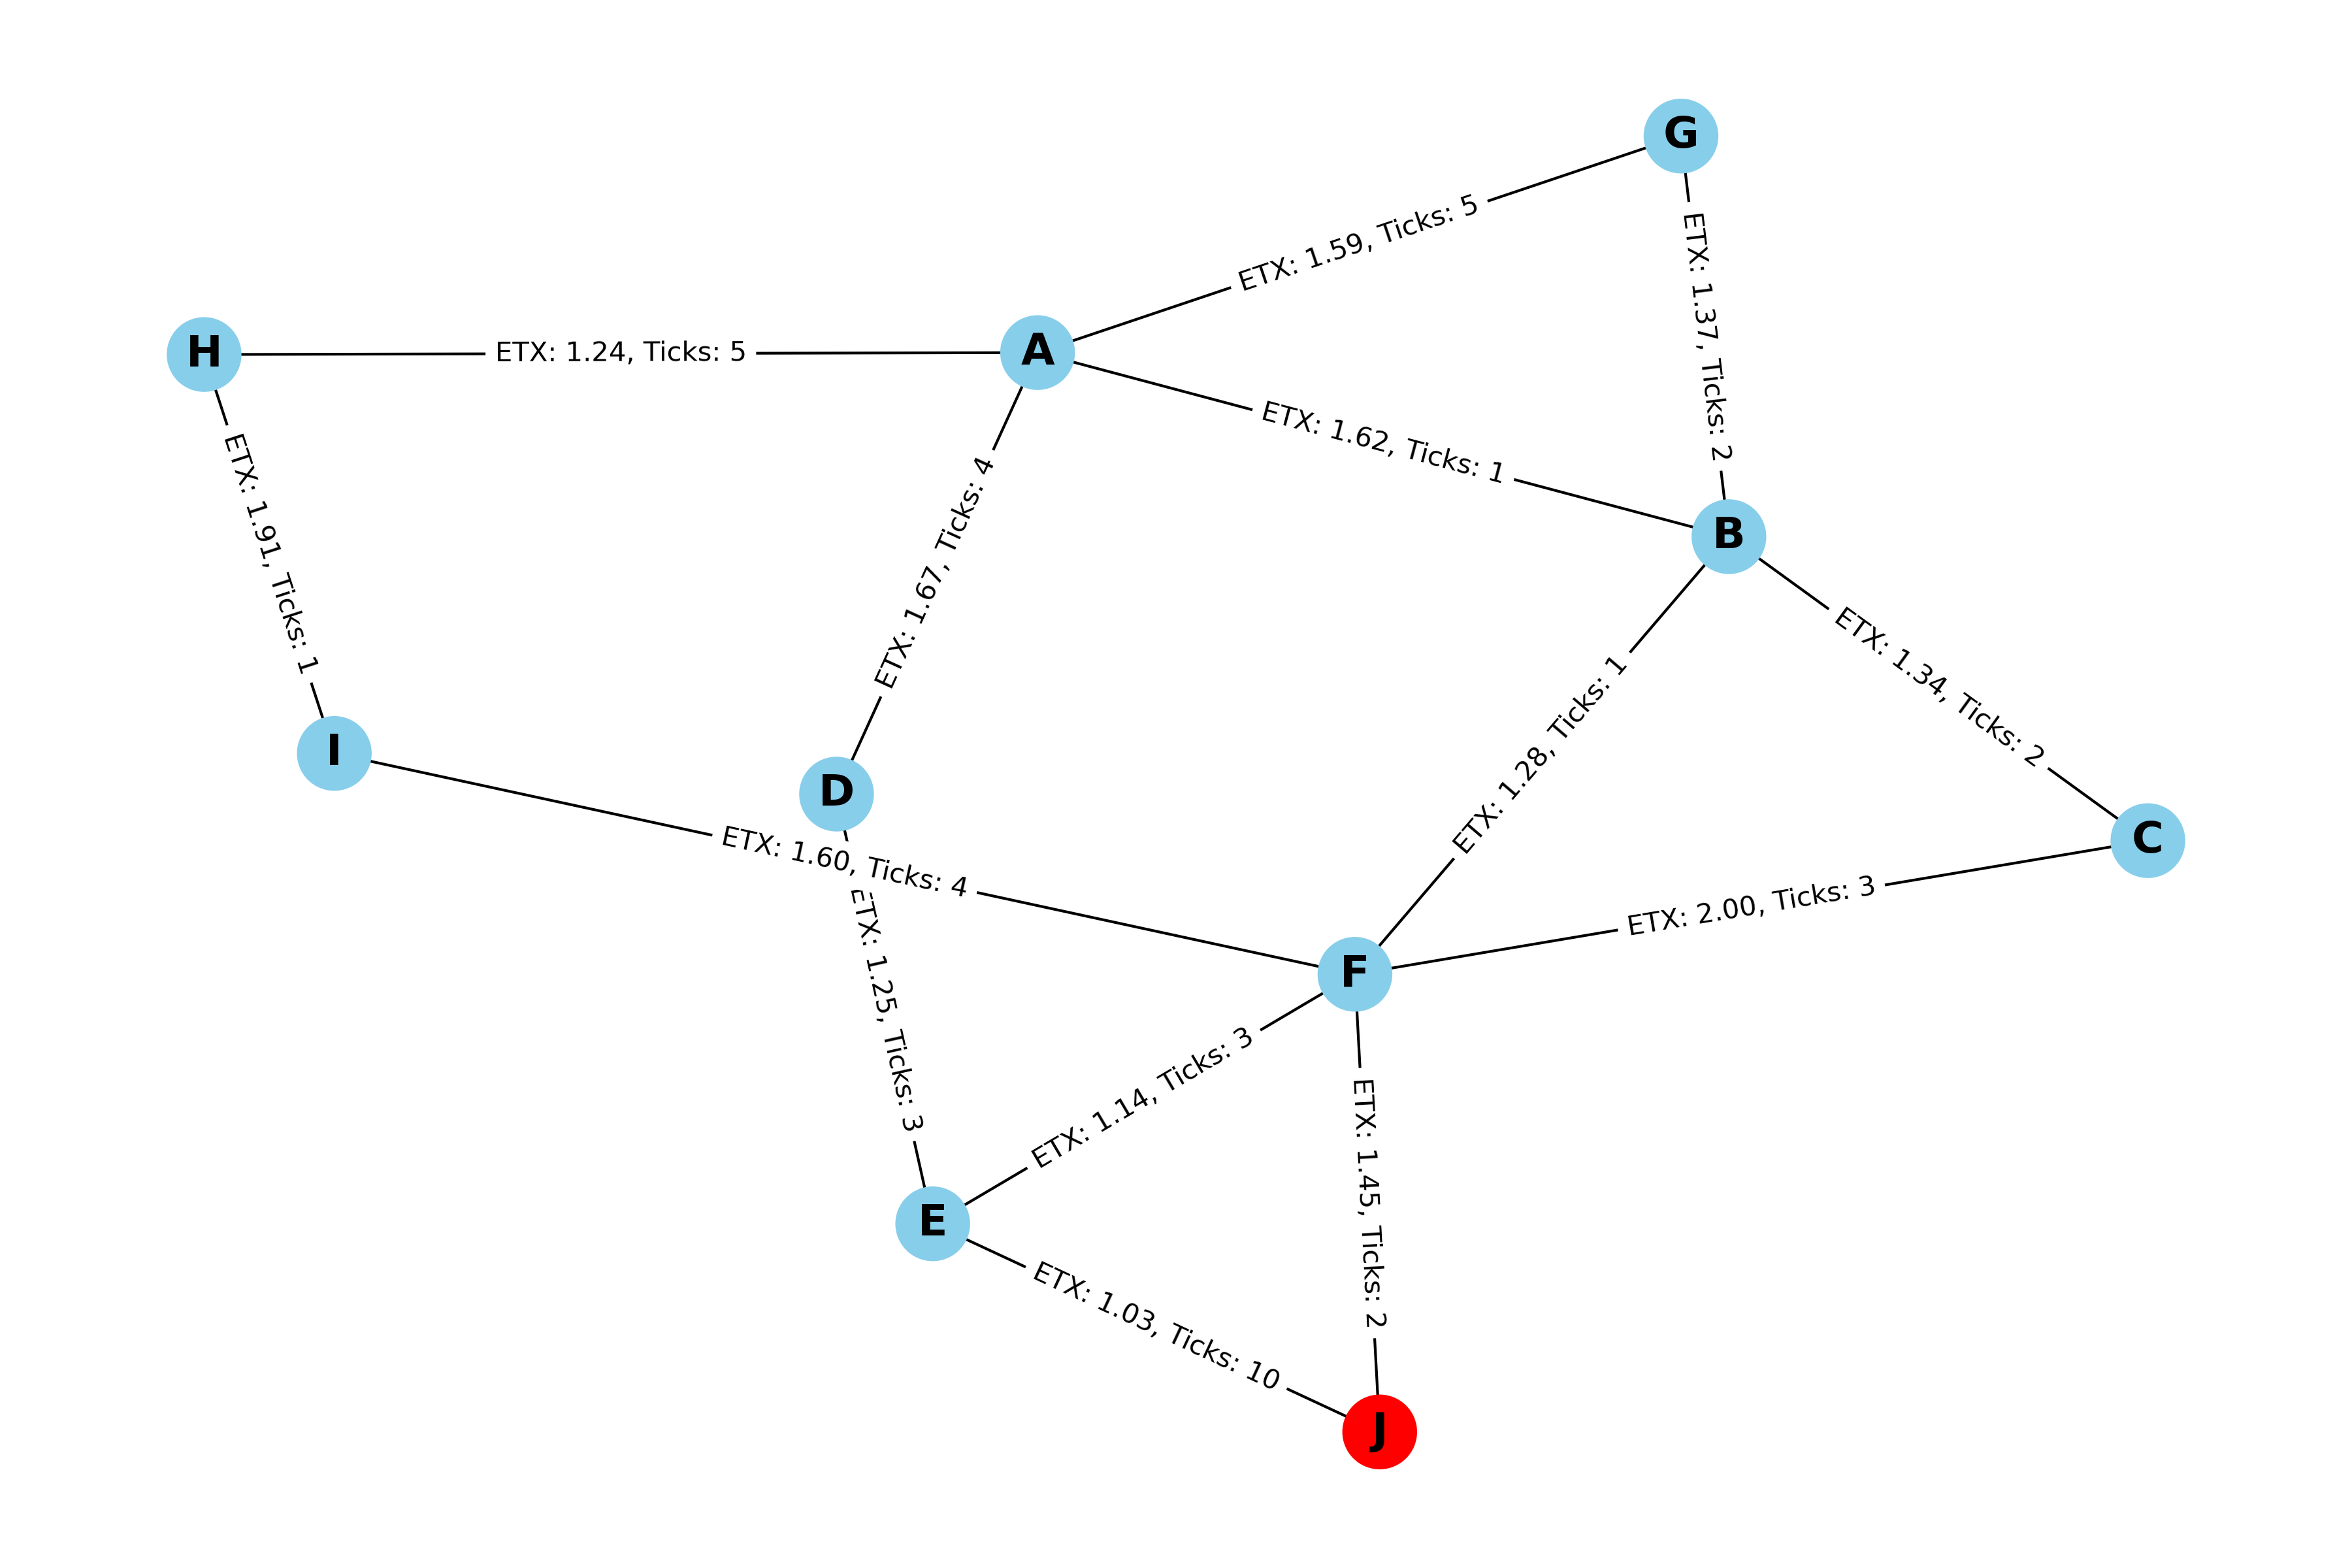 G
ETX: 1.59, Ticks: 5
ETX: 1.37, Ticks: 2
H
ETX: 1.24, Ticks: 5
A
ETX: 1.62, Ticks: 1
B
ETX: 1.91, Ticks: 1
ETX: 1.67, Ticks: 4
ETX: 1.34, Ticks: 2
I
D
ETX: 1.28, Ticks: 1
C
ETX: 1.60, Ticks: 4
ETX: 2.00, Ticks: 3
F
ETX: 1.25, Ticks: 3
ETX: 1.14, Ticks: 3
ETX: 1.45, Ticks: 2
E
ETX: 1.03, Ticks: 10
J